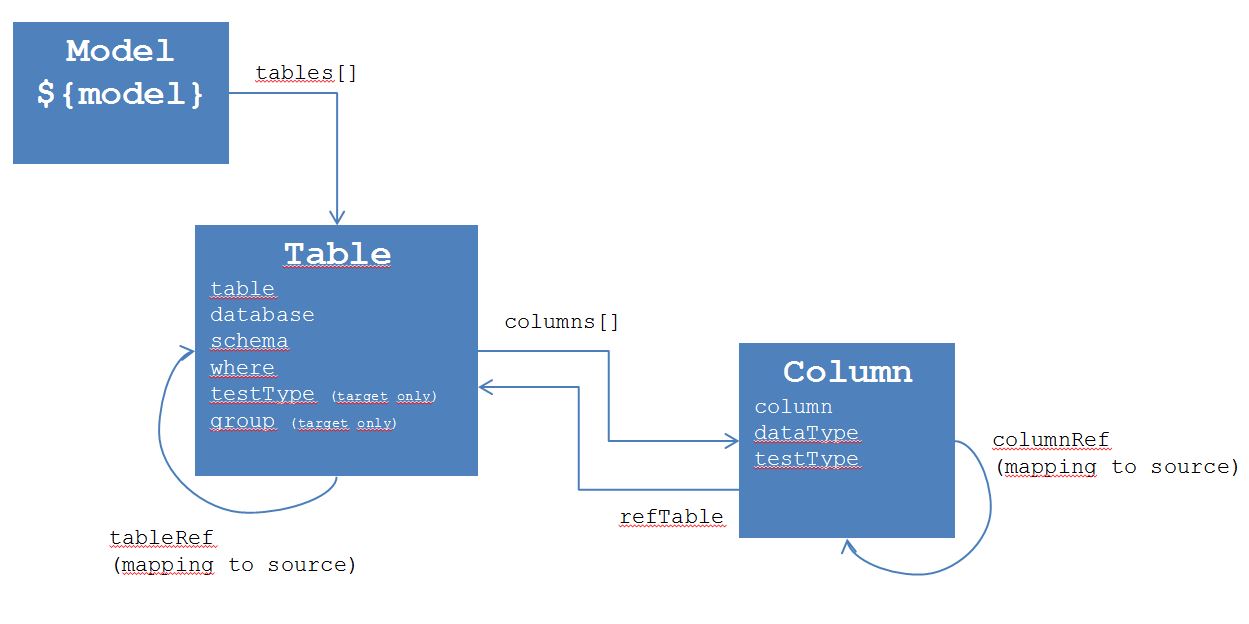 Model
${model}
tables[]
Table
table
database
schema
where
testType (target only)
group (target only)
columns[]
Column
column
dataType
testType
columnRef
(mapping to source)
refTable
tableRef
(mapping to source)